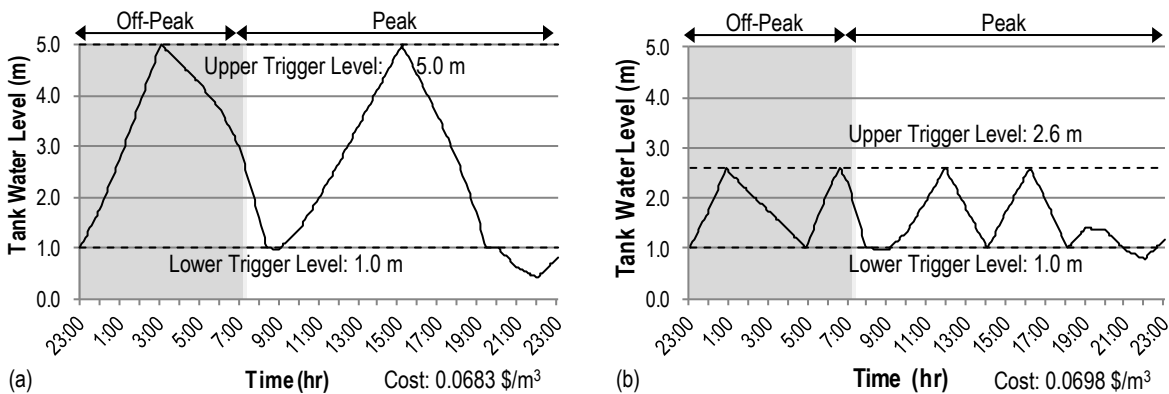 Off-Peak Peak
Tank Water Level (m)
5.0
4.0
3.0
2.0
1.0
0.0
Upper Trigger Level: 5.0 m
Lower Trigger Level: 1.0 m
23:00 1:00 3:00 5:00 7:00 9:00 11:00 13:00 15:00 17:00 19:00 21:00 23:00
(a) Time (hr) Cost: 0.0683 $/m³
Off-Peak Peak
Tank Water Level (m)
5.0
4.0
3.0
2.0
1.0
0.0
Upper Trigger Level: 2.6 m
Lower Trigger Level: 1.0 m
23:00 1:00 3:00 5:00 7:00 9:00 11:00 13:00 15:00 17:00 19:00 21:00 23:00
(b) Time (hr) Cost: 0.0698 $/m³